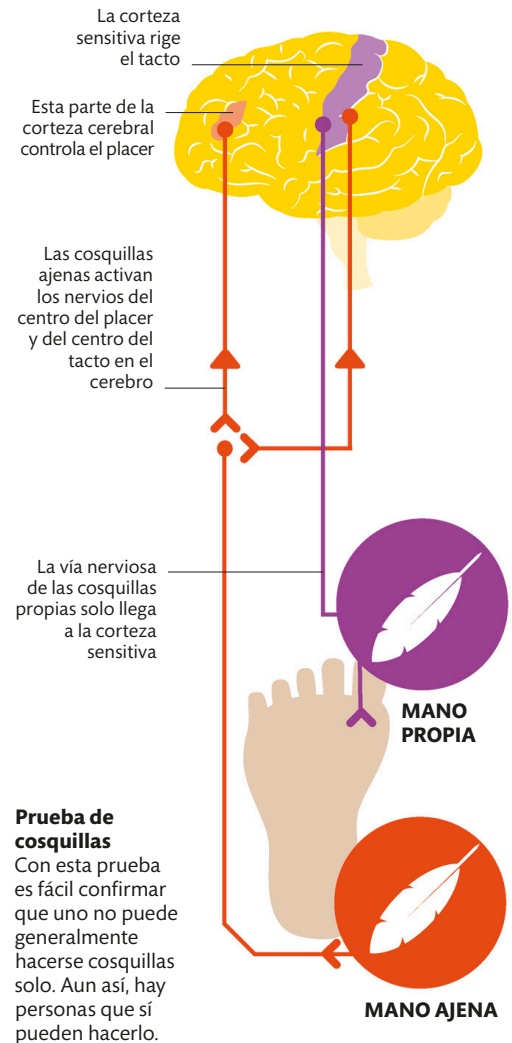 La corteza
sensitiva rige
el tacto
Esta parte de la
corteza cerebral
controla el placer
Las cosquillas
ajenas activan
los nervios del
centro del placer
y del centro del
tacto en el
cerebro
La vía nerviosa
de las cosquillas
propias solo llega
a la corteza
sensitiva
MANO
PROPIA
Prueba de
cosquillas
Con esta prueba
es fácil confirmar
que uno no puede
generalmente
hacerse cosquillas
solo. Aun así, hay
personas que sí
pueden hacerlo.
MANO AJENA